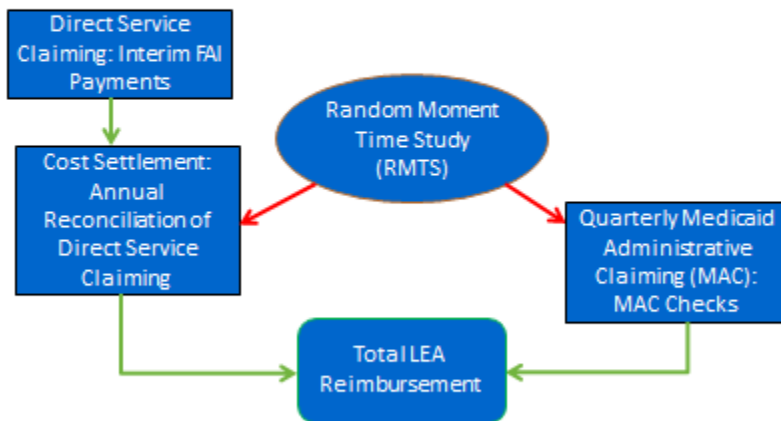 Direct Service
Claiming: Interim FAI
Payments
Random Moment
Time Study
(RMTS)
Cost Settlement:
Annual
Reconciliation of
Direct Service
Claiming
Quarterly Medicaid
Administrative
Claiming (MAC):
MAC Checks
Total LEA
Reimbursement